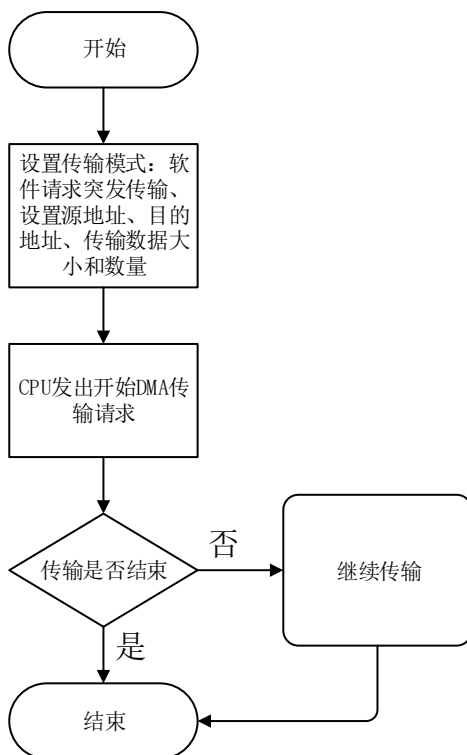 开始
设置传输模式：软
件请求突发传输、
设置源地址、目的
地址、传输数据大
小和数量
CPU发出开始DMA传
输请求
传输是否结束
否
继续传输
是
结束